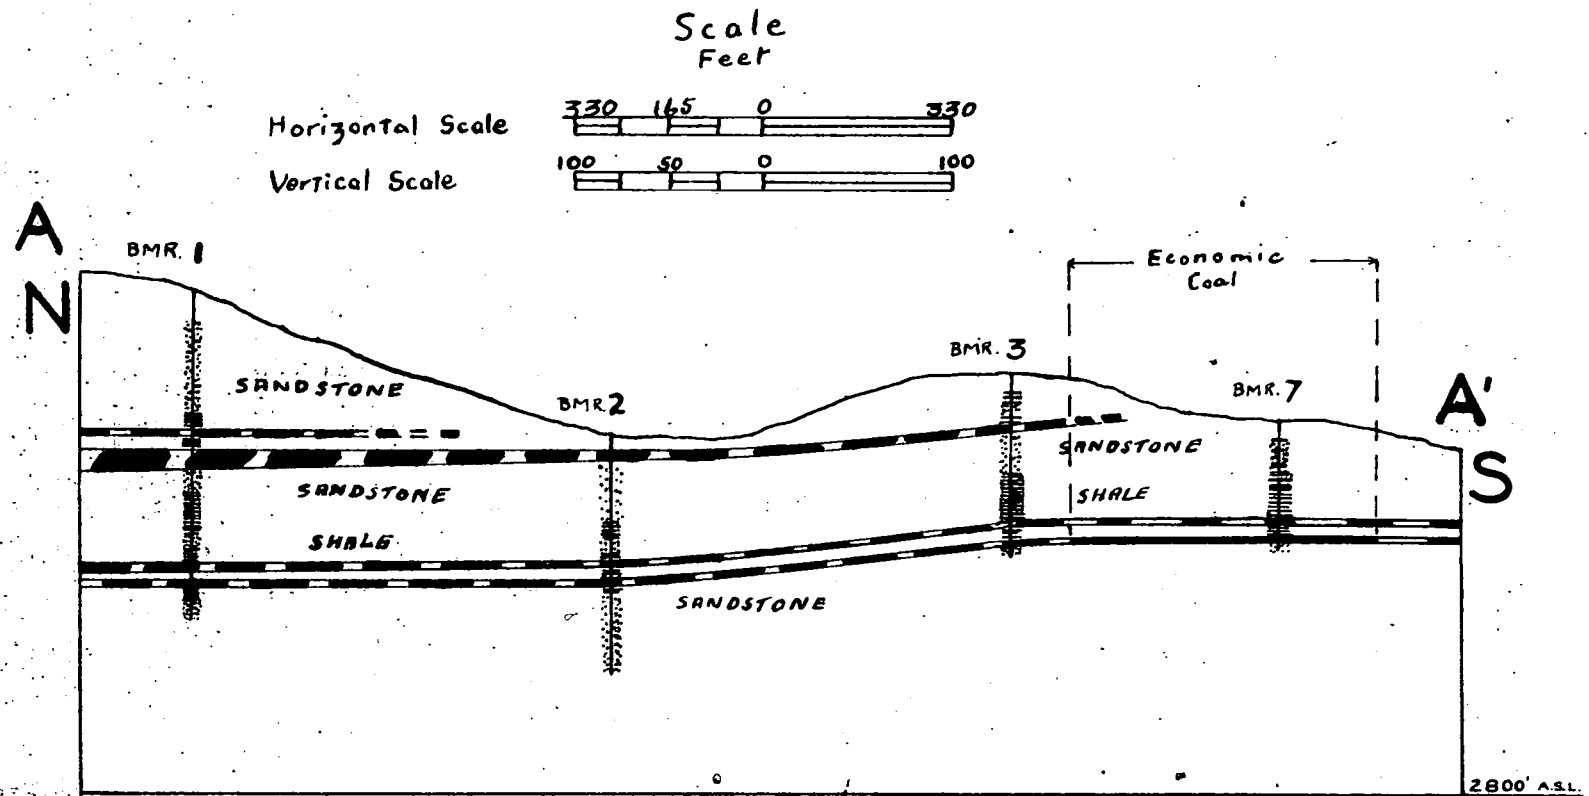 Scale
Feet
Horizontal Scale
330 165 0 330
Vertical Scale
100 50 0 100
A
N
BMR. 1
SANDSTONE
BMR. 2
BMR. 3
Economic
Coal
BMR. 7
A'
S
SANDSTONE
SANDSTONE
SHALE
SHALE
SANDSTONE
2800' A.S.L.